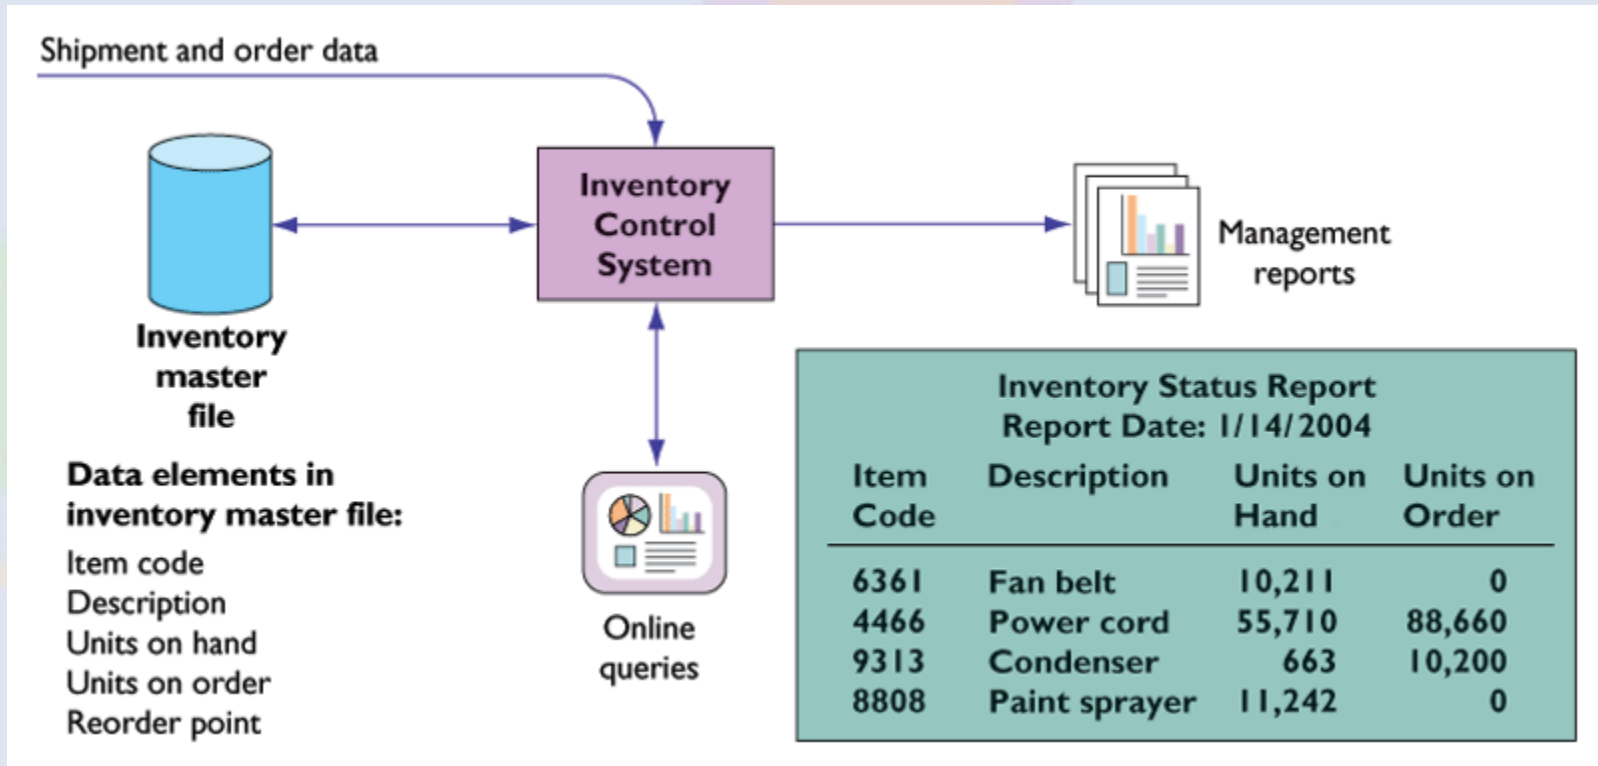 Shipment and order data
Inventory
Control
System
Management
reports
Inventory
master
file
Data elements in
inventory master file:
Item code
Description
Units on hand
Units on order
Reorder point
Online
queries
Inventory Status Report
Report Date: 1/14/2004
Item Description Units on Units on
Code Hand Order
6361 Fan belt 10,211 0
4466 Power cord 55,710 88,660
9313 Condenser 663 10,200
8808 Paint sprayer 11,242 0